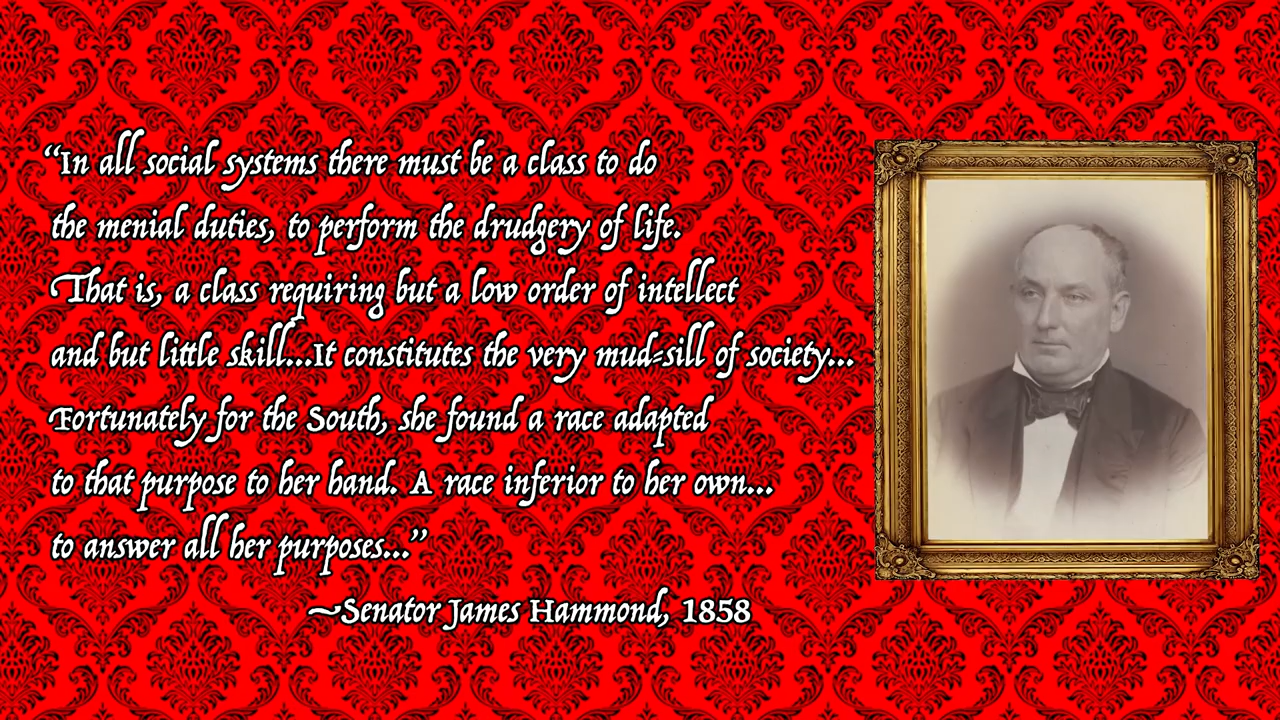 “In all social systems there must be a class to do
the menial duties, to perform the drudgery of life.
That is, a class requiring but a low order of intellect
and but little skill...It constitutes the very mud-sill of society...
Fortunately for the South, she found a race adapted
to that purpose to her hand. A race inferior to her own...
to answer all her purposes...”
~Senator James Hammond, 1858